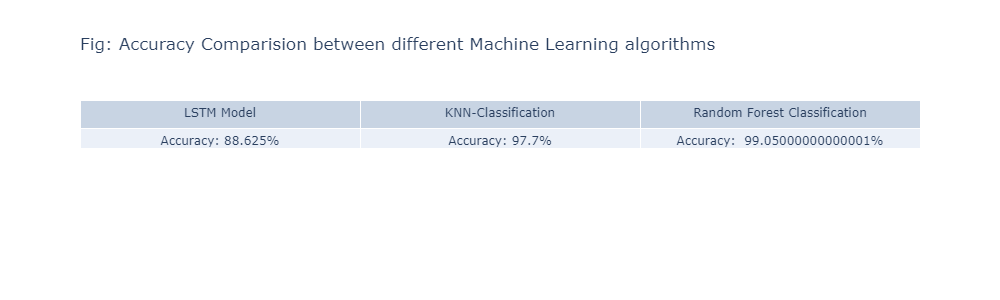 Fig: Accuracy Comparision between different Machine Learning algorithms
LSTM Model KNN-Classification Random Forest Classification
Accuracy: 88.625% Accuracy: 97.7% Accuracy:  99.05000000000001%